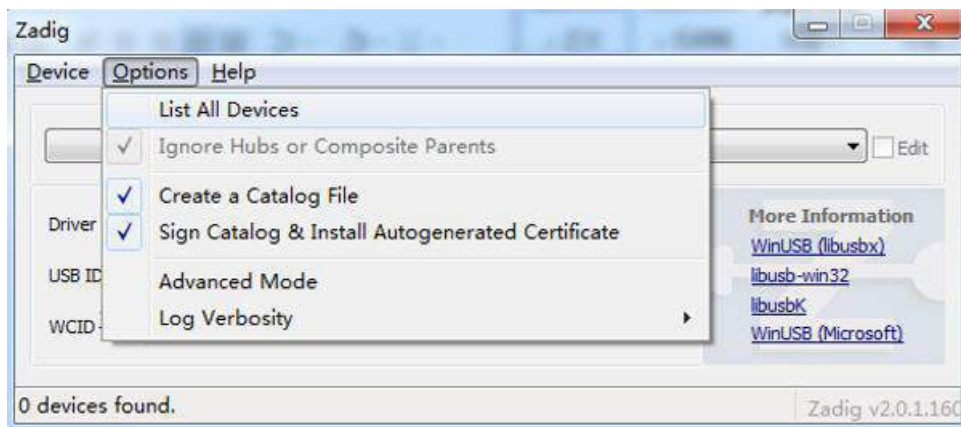 Zadig
Device Options Help
List All Devices
Ignore Hubs or Composite Parents
Edit
Create a Catalog File
Sign Catalog & Install Autogenerated Certificate
Advanced Mode
Log Verbosity
Driver
USB ID
WCID
More Information
WinUSB (libusbx)
libusb-win32
libusbK
WinUSB (Microsoft)
0 devices found.
Zadig v2.0.1.160